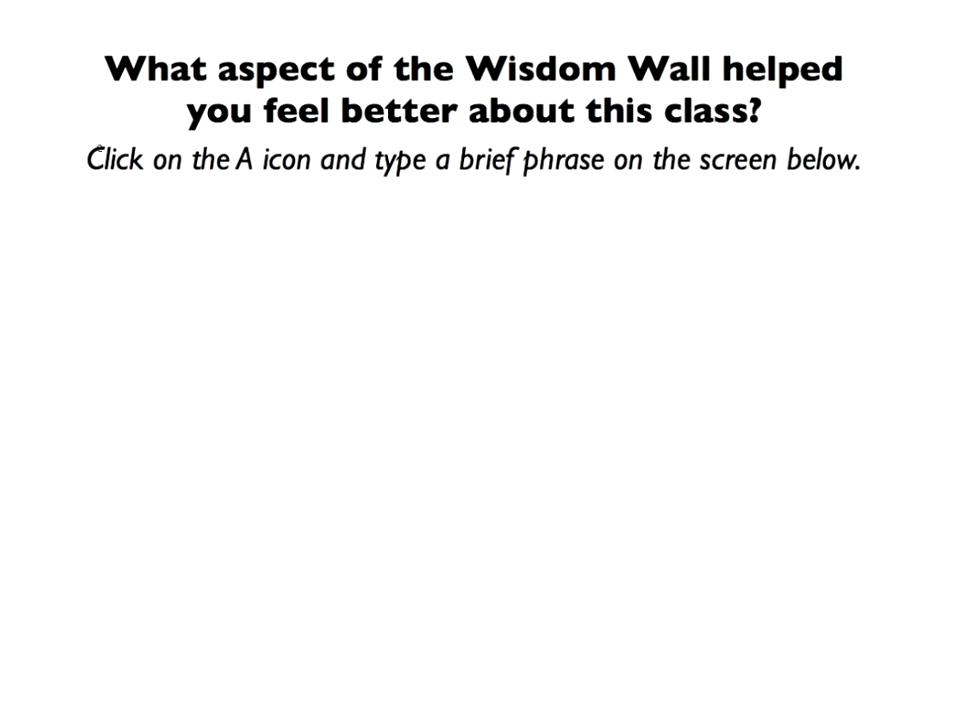 What aspect of the Wisdom Wall helped
you feel better about this class?
Click on the A icon and type a brief phrase on the screen below.